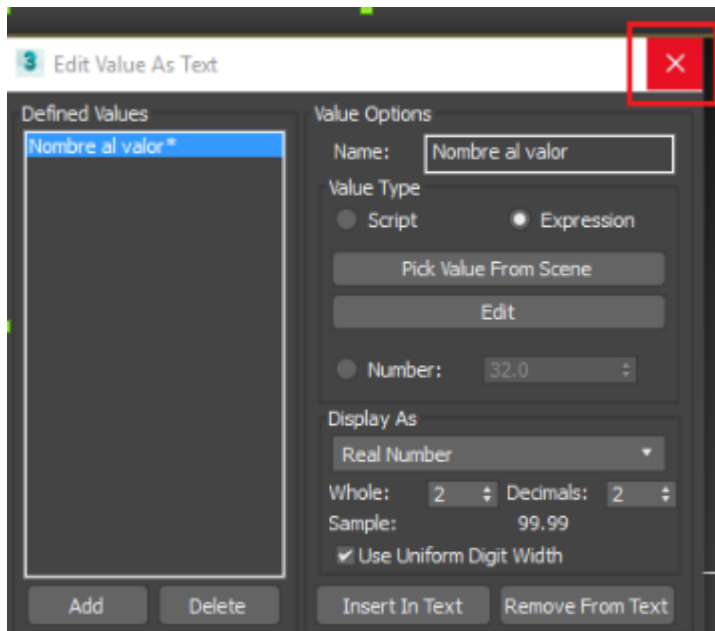 3 Edit Value As Text
Defined Values
Nombre al valor*
Add Delete
Value Options
Name: Nombre al valor
Value Type
Script Expression
Pick Value From Scene
Edit
Number: 32.0
Display As
Real Number
Whole: 2 Decimals: 2
Sample: 99.99
Use Uniform Digit Width
Insert In Text Remove From Text